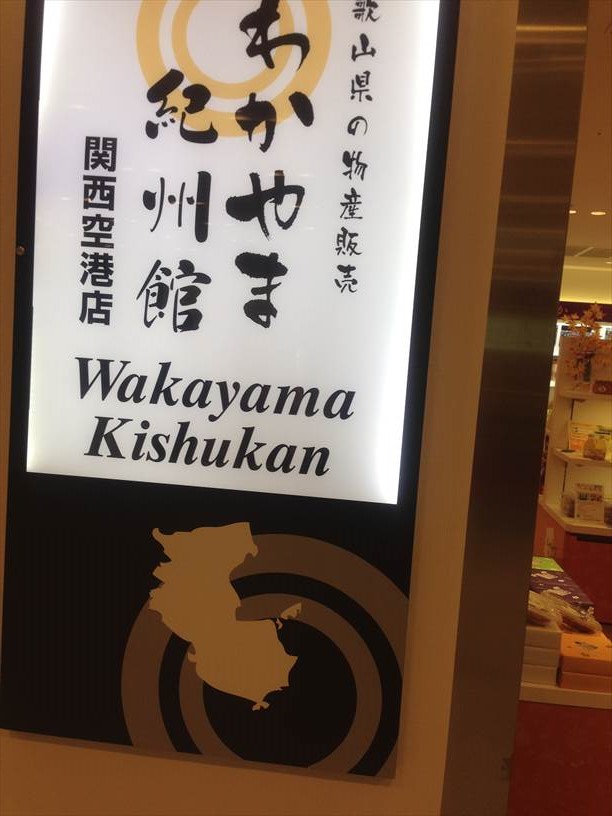 歌山県の物産販売
わかやま
紀州館
関西空港店
Wakayama
Kishukan